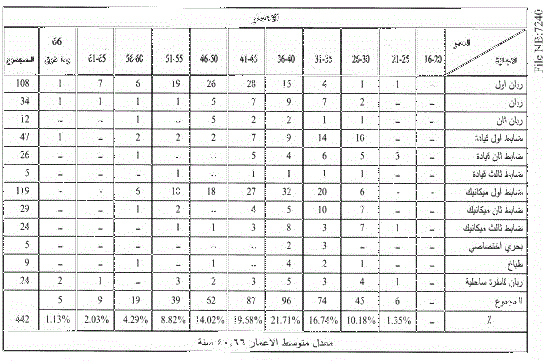 File NE:7240
الاعمار
العمر
الاجازة 16-20 21-25 26-30 31-35 36-40 41-45 46-50 51-55 56-60 61-65 66 وما فوق المجموع
ربان اول - 1 1 4 15 28 26 19 6 7 1 108
ربان - - 2 7 9 7 5 1 1 1 1 34
ربان ثان - - 1 1 2 2 5 - 1 - - 12
ضابط اول قيادة - - 10 14 9 7 2 2 2 - 1 47
ضابط ثان قيادة - 3 5 6 4 5 - - 1 - - 26
ضابط ثالث قيادة - - 1 1 1 1 - 1 - - - 5
ضابط اول ميكانيك - - 6 20 32 27 18 10 6 - - 119
ضابط ثان ميكانيك - - 7 10 5 4 - 2 1 - - 29
ضابط ثالث ميكانيك - 1 7 3 8 3 1 1 - - - 24
بحري اختصاصي - - - 3 2 - - - - - - 5
طباخ - - 1 2 4 1 - - 1 - - 9
ربان ساحلية - 1 4 3 5 3 2 3 - 1 2 24
المجموع - 6 45 74 96 87 62 39 19 9 5
% - 1.35% 10.18% 16.74% 21.71% 19.68% 14.02% 8.82% 4.29% 2.03% 1.13% 442
معدل متوسط الاعمار ٤٠,٦٦ سنة